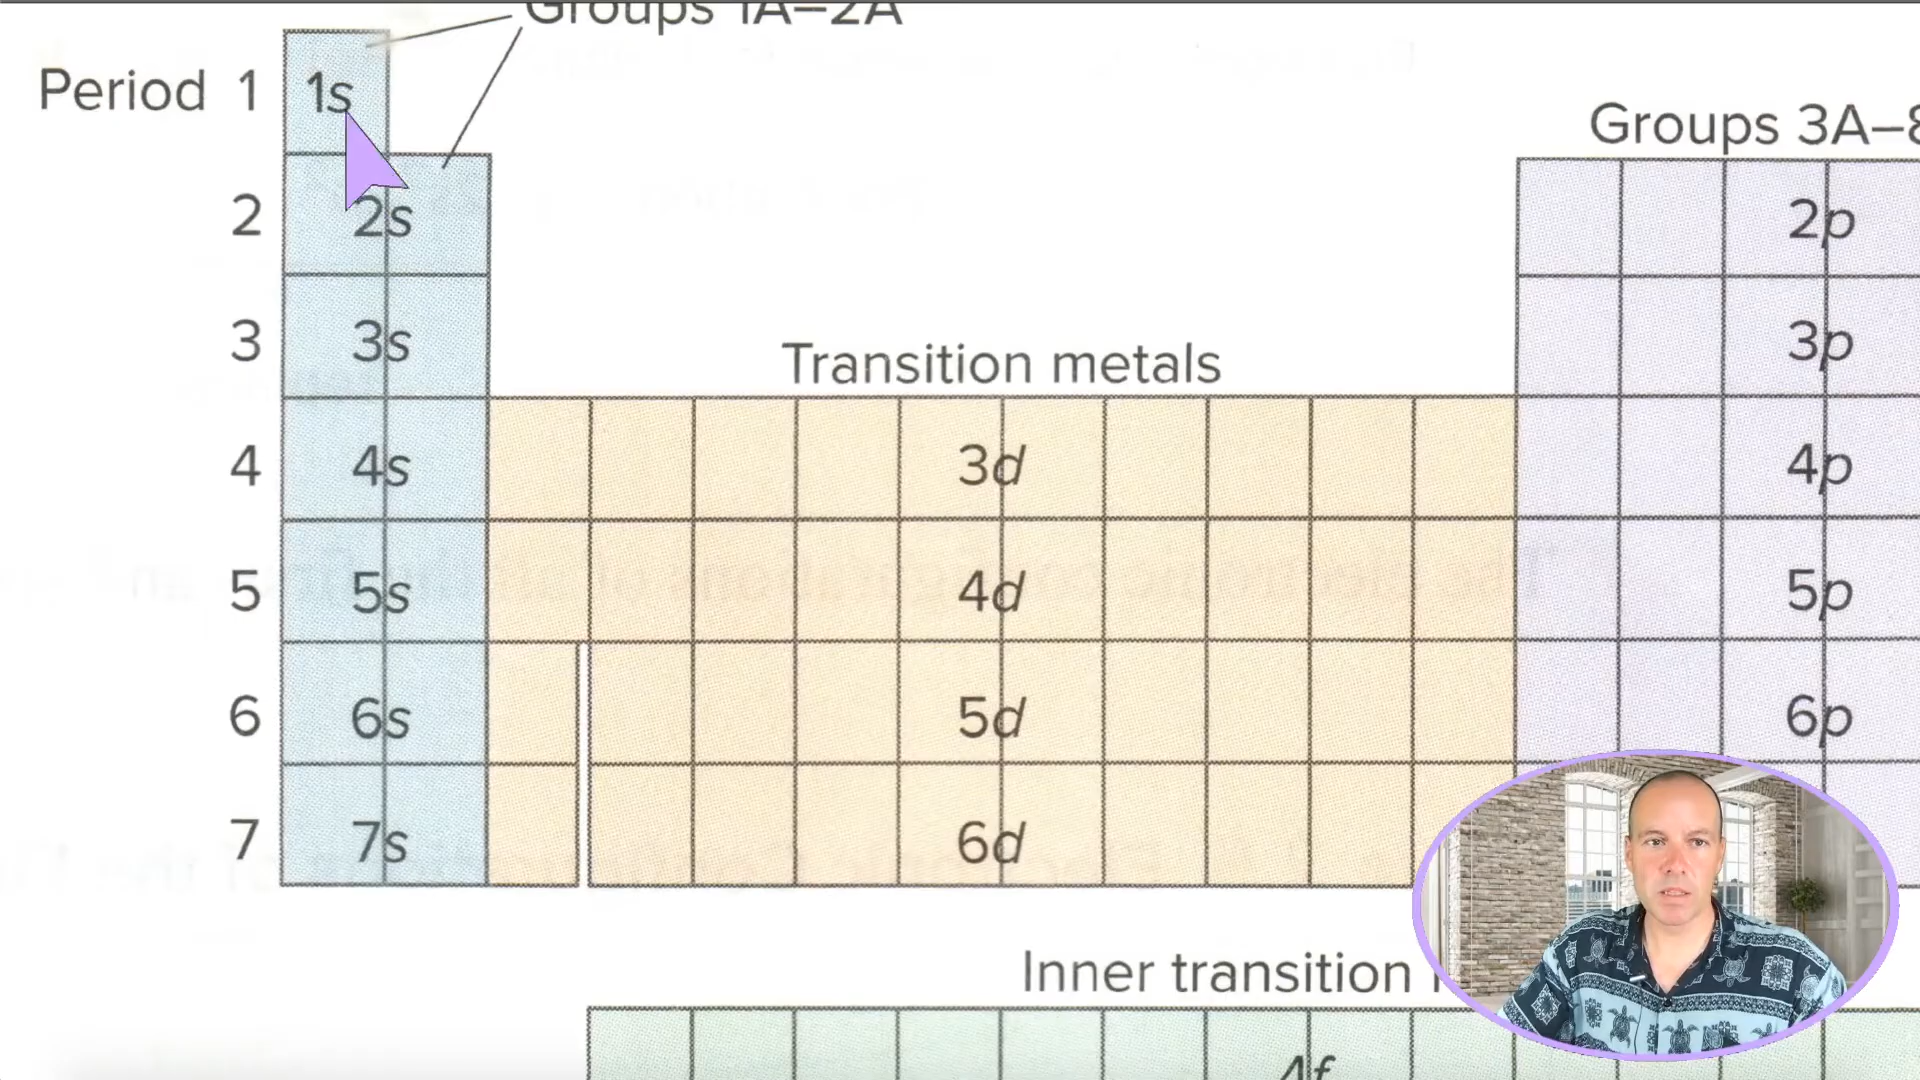 Groups 1A–2A
Period 1 1s
Groups 3A–8
2 2s 2p
3 3s 3p
Transition metals
4 4s 3d 4p
5 5s 4d 5p
6 6s 5d 6p
7 7s 6d
Inner transition
4f